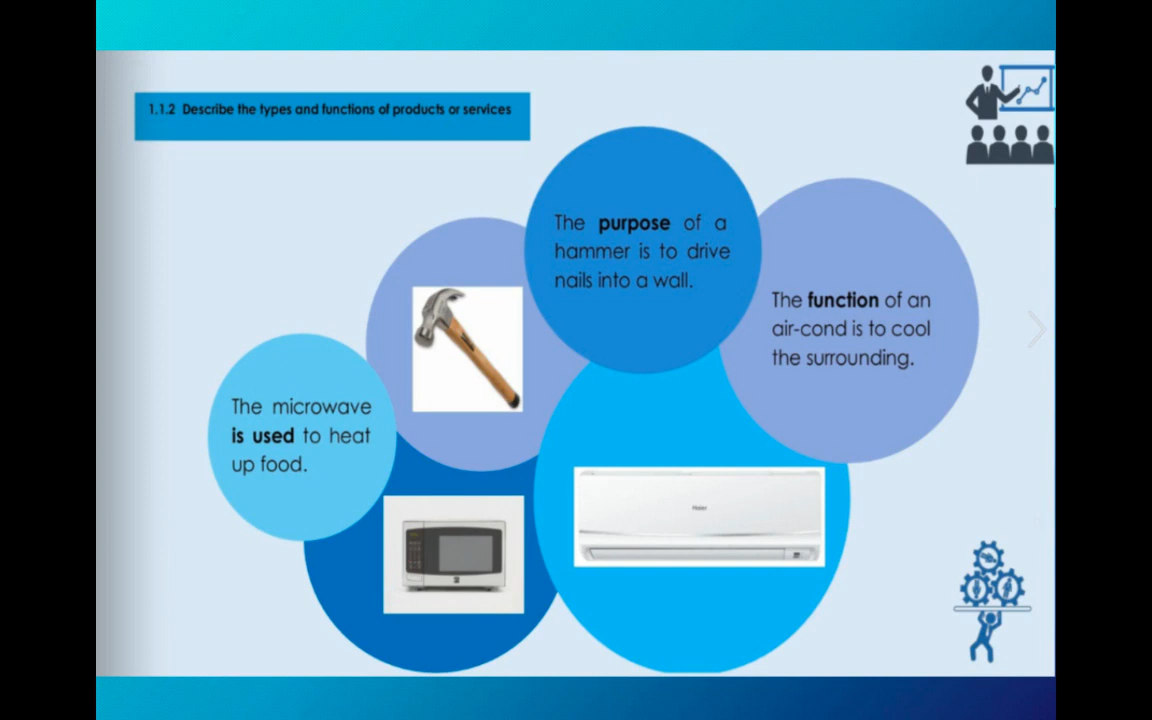 1.1.2 Describe the types and functions of products or services
The purpose of a
hammer is to drive
nails into a wall.
The function of an
air-cond is to cool
the surrounding.
The microwave
is used to heat
up food.
Haier